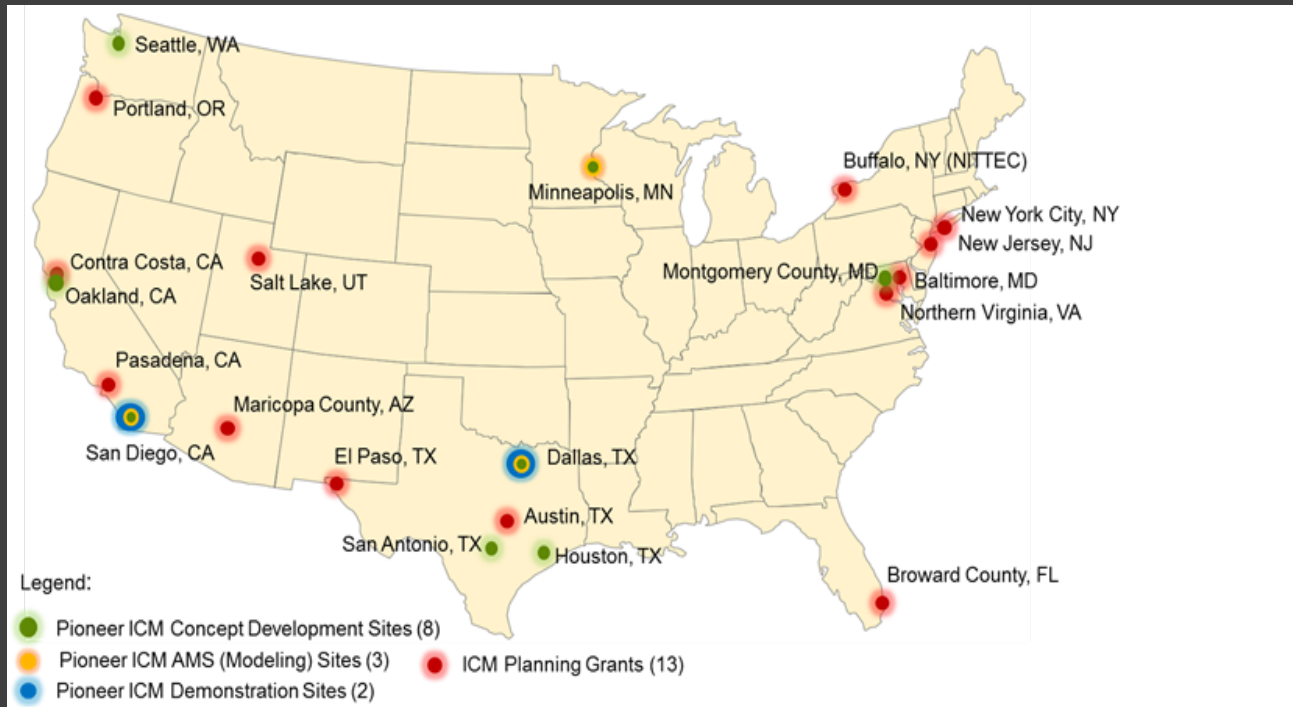 Seattle, WA
Portland, OR
Minneapolis, MN
Buffalo, NY (NITTEC)
New York City, NY
New Jersey, NJ
Contra Costa, CA
Oakland, CA
Salt Lake, UT
Montgomery County, MD
Baltimore, MD
Northern Virginia, VA
Pasadena, CA
Maricopa County, AZ
San Diego, CA
El Paso, TX
Dallas, TX
Austin, TX
San Antonio, TX
Houston, TX
Broward County, FL
Legend:
Pioneer ICM Concept Development Sites (8)
Pioneer ICM AMS (Modeling) Sites (3)
ICM Planning Grants (13)
Pioneer ICM Demonstration Sites (2)